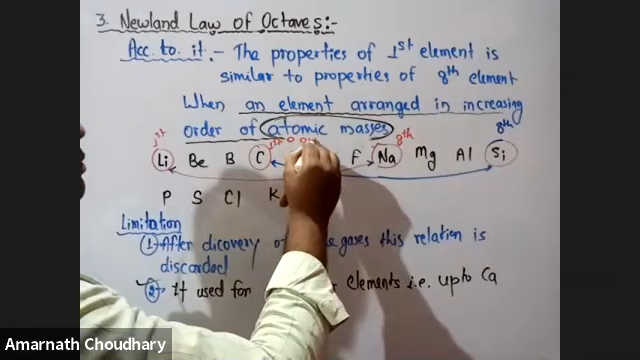 3. Newland Law of Octaves:-
Acc. to. it:- The properties of 1st element is
similar to properties of 8th element
When an element arranged in increasing
order of atomic masses
1st 8th 8th
1st
Li Be B C F Na Mg Al Si
P S Cl K
Limitation
1 → After dicovery gases this relation is
discarded
2 → It used for elements i.e. upto Ca
Amarnath Choudhary